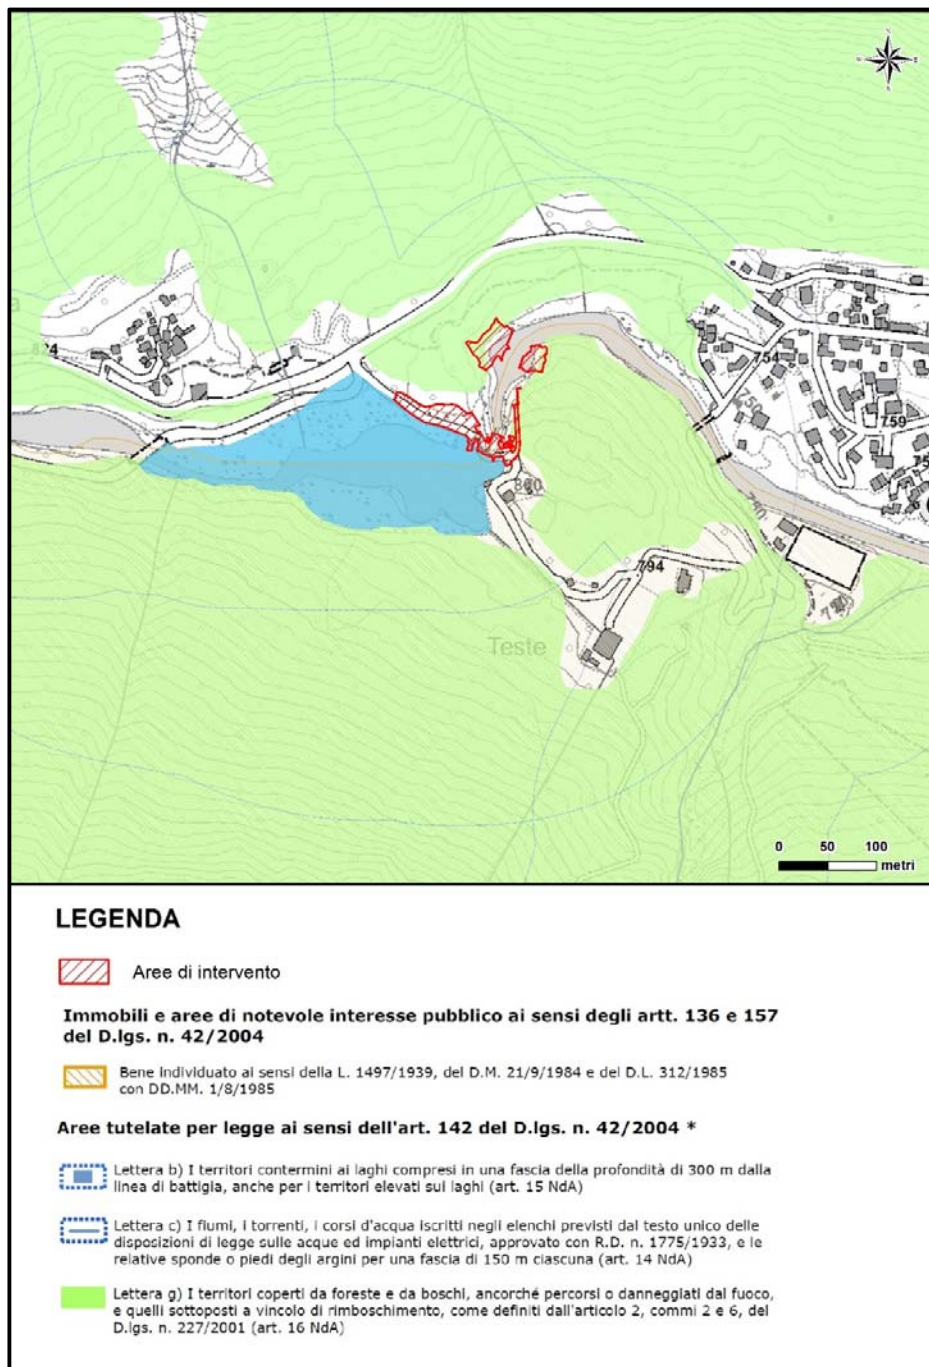 824
754
759
750
860
794
Teste
0 50 100
metri
LEGENDA
Aree di intervento
Immobili e aree di notevole interesse pubblico ai sensi degli artt. 136 e 157
del D.lgs. n. 42/2004
Bene individuato ai sensi della L. 1497/1939, del D.M. 21/9/1984 e del D.L. 312/1985
con DD.MM. 1/8/1985
Aree tutelate per legge ai sensi dell'art. 142 del D.lgs. n. 42/2004 *
Lettera b) I territori contermini ai laghi compresi in una fascia della profondità di 300 m dalla
linea di battigia, anche per i territori elevati sui laghi (art. 15 NdA)
Lettera c) I fiumi, i torrenti, i corsi d'acqua iscritti negli elenchi previsti dal testo unico delle
disposizioni di legge sulle acque ed impianti elettrici, approvato con R.D. n. 1775/1933, e le
relative sponde o piedi degli argini per una fascia di 150 m ciascuna (art. 14 NdA)
Lettera g) I territori coperti da foreste e da boschi, ancorché percorsi o danneggiati dal fuoco,
e quelli sottoposti a vincolo di rimboschimento, come definiti dall'articolo 2, commi 2 e 6, del
D.lgs. n. 227/2001 (art. 16 NdA)